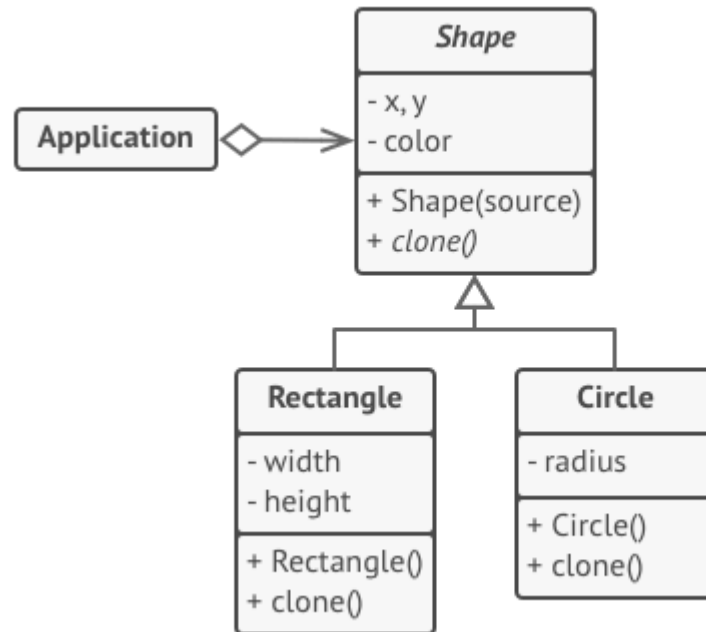 Shape
- x, y
- color
+ Shape(source)
+ clone()
Application
Rectangle
- width
- height
+ Rectangle()
+ clone()
Circle
- radius
+ Circle()
+ clone()